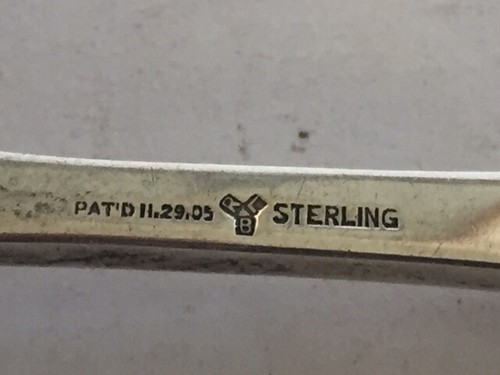 PAT'D 11.29.05 R L B STERLING